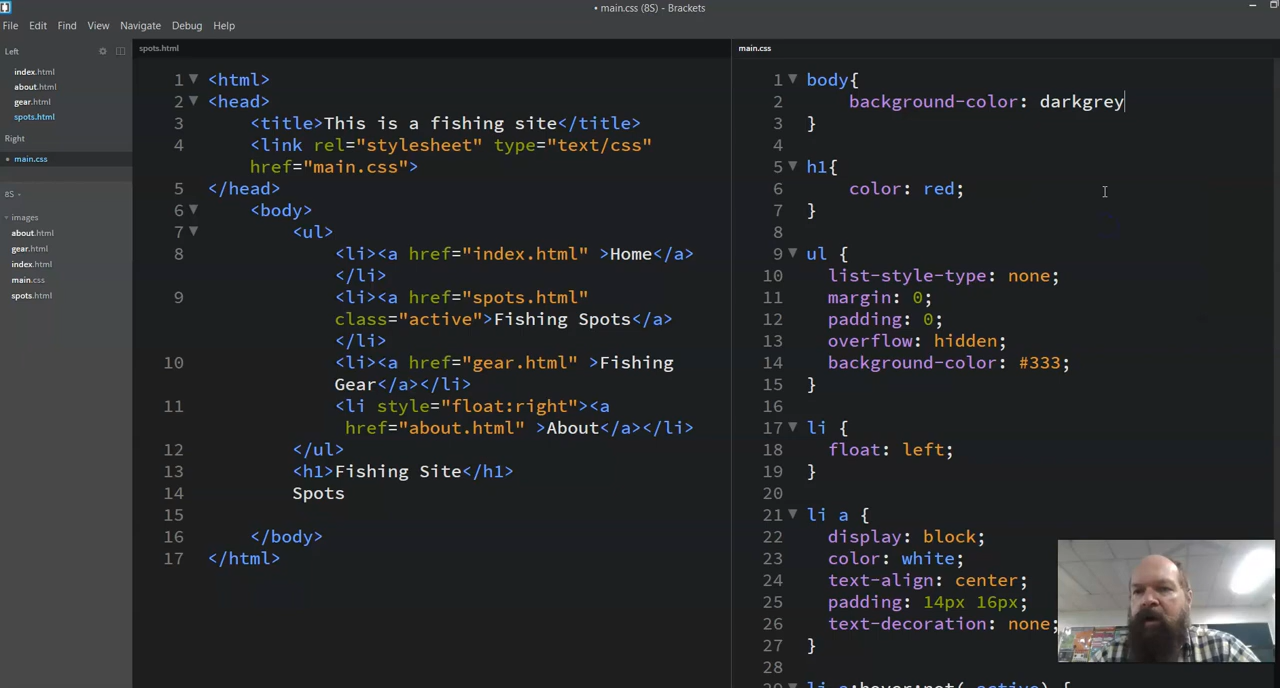 • main.css (8S) - Brackets
File Edit Find View Navigate Debug Help
Left
index.html
about.html
gear.html
spots.html
Right
• main.css
8S
images
about.html
gear.html
index.html
main.css
spots.html
spots.html
1 <html>
2 <head>
3 <title>This is a fishing site</title>
4 <link rel="stylesheet" type="text/css"
href="main.css">
5 </head>
6 <body>
7 <ul>
8 <li><a href="index.html" >Home</a>
</li>
9 <li><a href="spots.html"
class="active">Fishing Spots</a>
</li>
10 <li><a href="gear.html" >Fishing
Gear</a></li>
11 <li style="float:right"><a
href="about.html" >About</a></li>
12 </ul>
13 <h1>Fishing Site</h1>
14 Spots
15
16 </body>
17 </html>
main.css
1 body{
2 background-color: darkgrey
3 }
4
5 h1{
6 color: red;
7 }
8
9 ul {
10 list-style-type: none;
11 margin: 0;
12 padding: 0;
13 overflow: hidden;
14 background-color: #333;
15 }
16
17 li {
18 float: left;
19 }
20
21 li a {
22 display: block;
23 color: white;
24 text-align: center;
25 padding: 14px 16px;
26 text-decoration: none;
27 }
28
29 li a:hover:not(.active) {